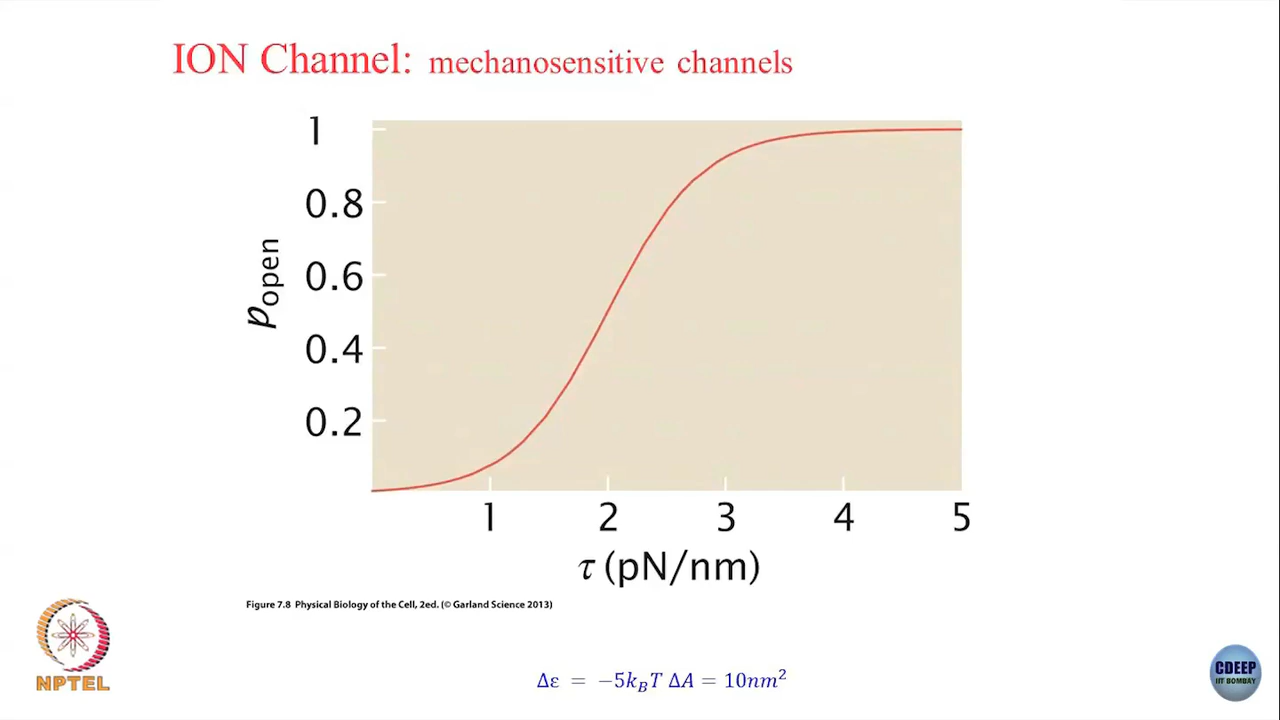 ION Channel: mechanosensitive channels
1
0.8
0.6
0.4
0.2
p_open
1 2 3 4 5
τ (pN/nm)
Figure 7.8 Physical Biology of the Cell, 2ed. (© Garland Science 2013)
NPTEL
Δε = −5k_BT ΔA = 10nm²
CDEEP
IIT BOMBAY